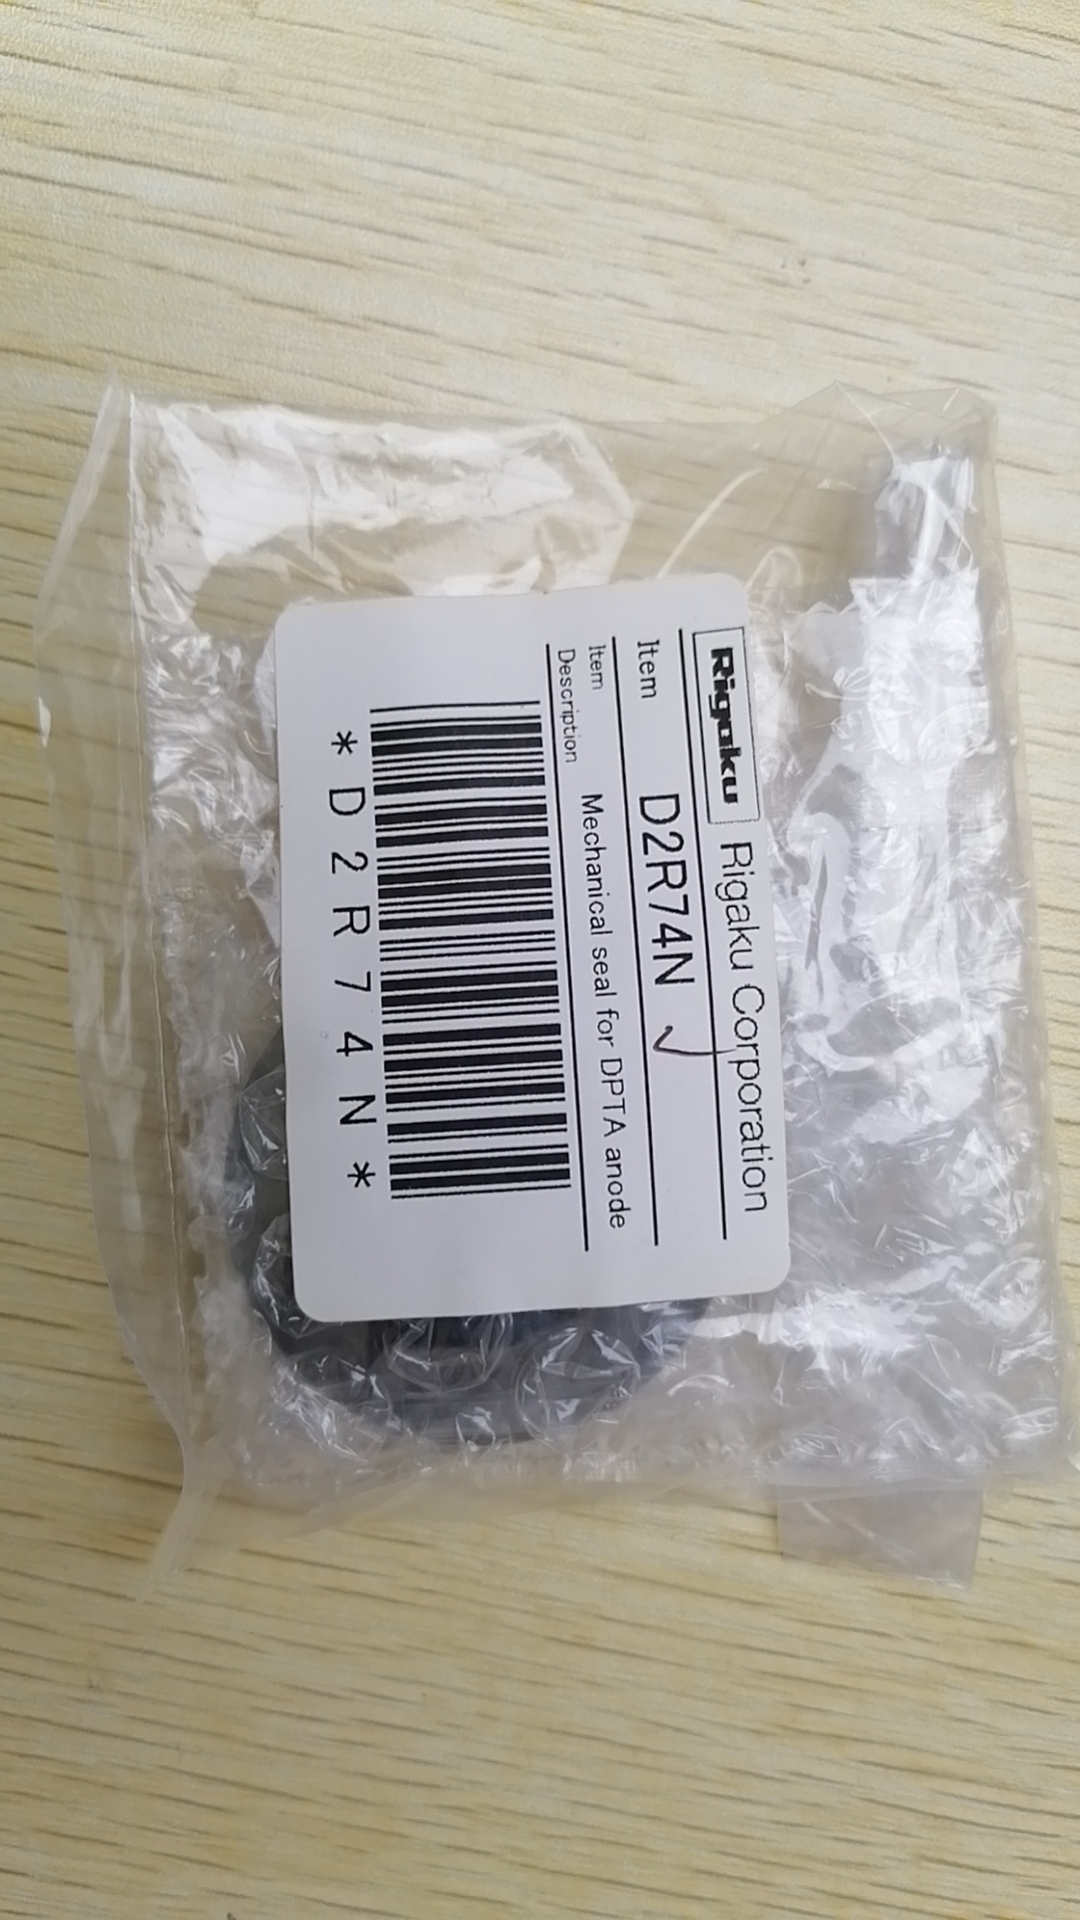 Rigaku Rigaku Corporation
Item D2R74N ✓
Item
Description Mechanical seal for DPTA anode
*D2R74N*